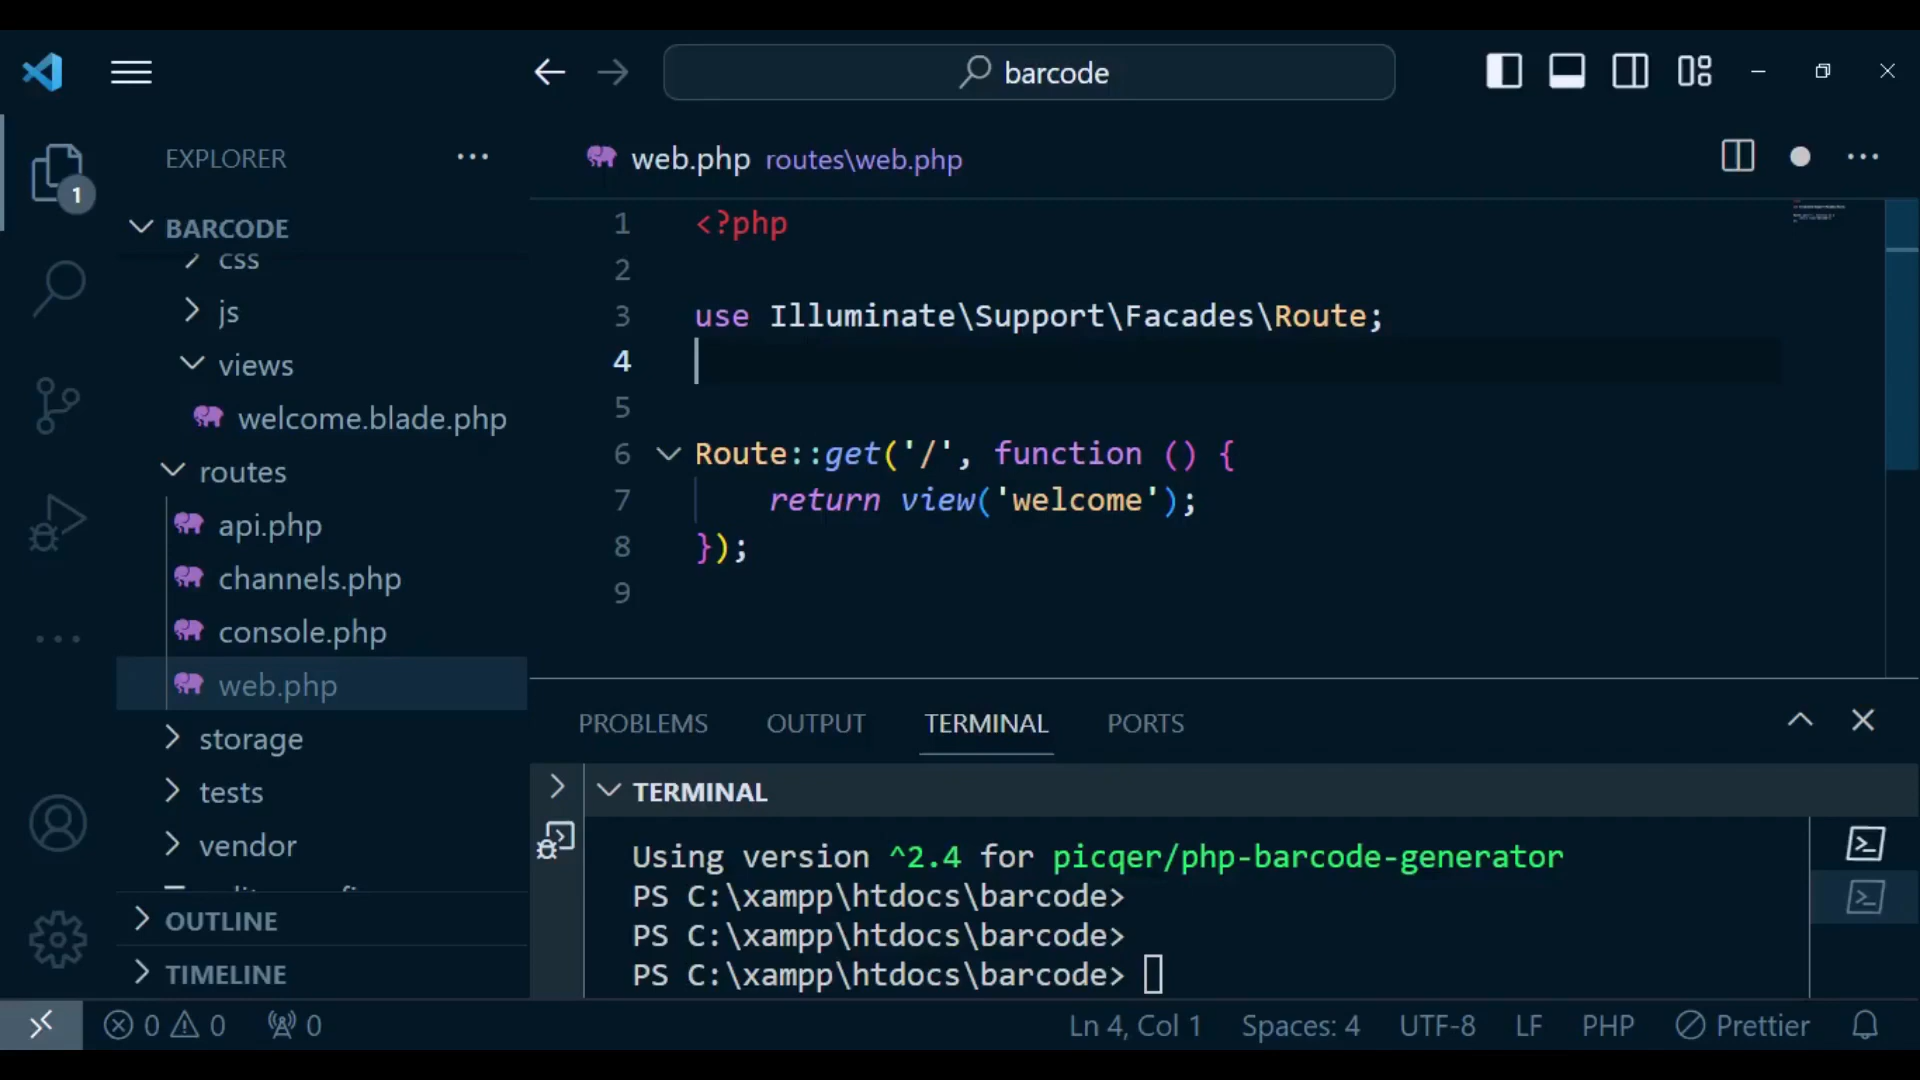 barcode
EXPLORER
BARCODE
css
js
views
welcome.blade.php
routes
api.php
channels.php
console.php
web.php
storage
tests
vendor
OUTLINE
TIMELINE
web.php routes\web.php
1 <?php
2
3 use Illuminate\Support\Facades\Route;
4
5
6 Route::get('/', function () {
7 return view('welcome');
8 });
9
PROBLEMS OUTPUT TERMINAL PORTS
TERMINAL
Using version ^2.4 for picqer/php-barcode-generator
PS C:\xampp\htdocs\barcode>
PS C:\xampp\htdocs\barcode>
PS C:\xampp\htdocs\barcode>
1
0 0 0 Ln 4, Col 1 Spaces: 4 UTF-8 LF PHP Prettier